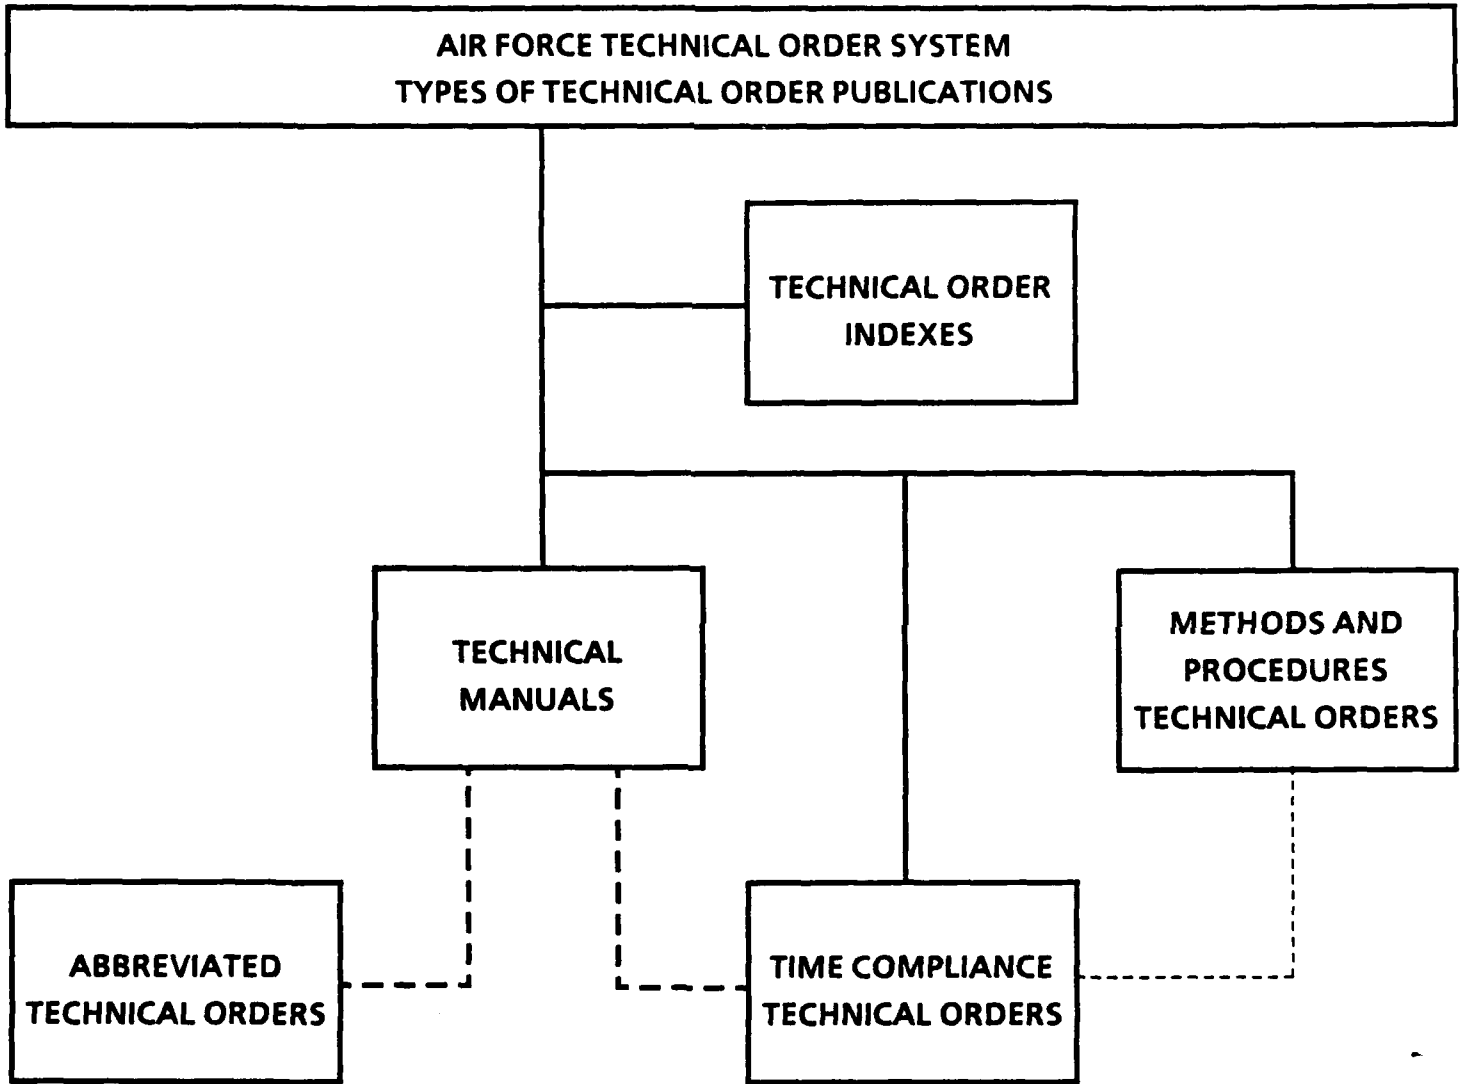 AIR FORCE TECHNICAL ORDER SYSTEM
TYPES OF TECHNICAL ORDER PUBLICATIONS
TECHNICAL ORDER
INDEXES
TECHNICAL
MANUALS
METHODS AND
PROCEDURES
TECHNICAL ORDERS
ABBREVIATED
TECHNICAL ORDERS
TIME COMPLIANCE
TECHNICAL ORDERS